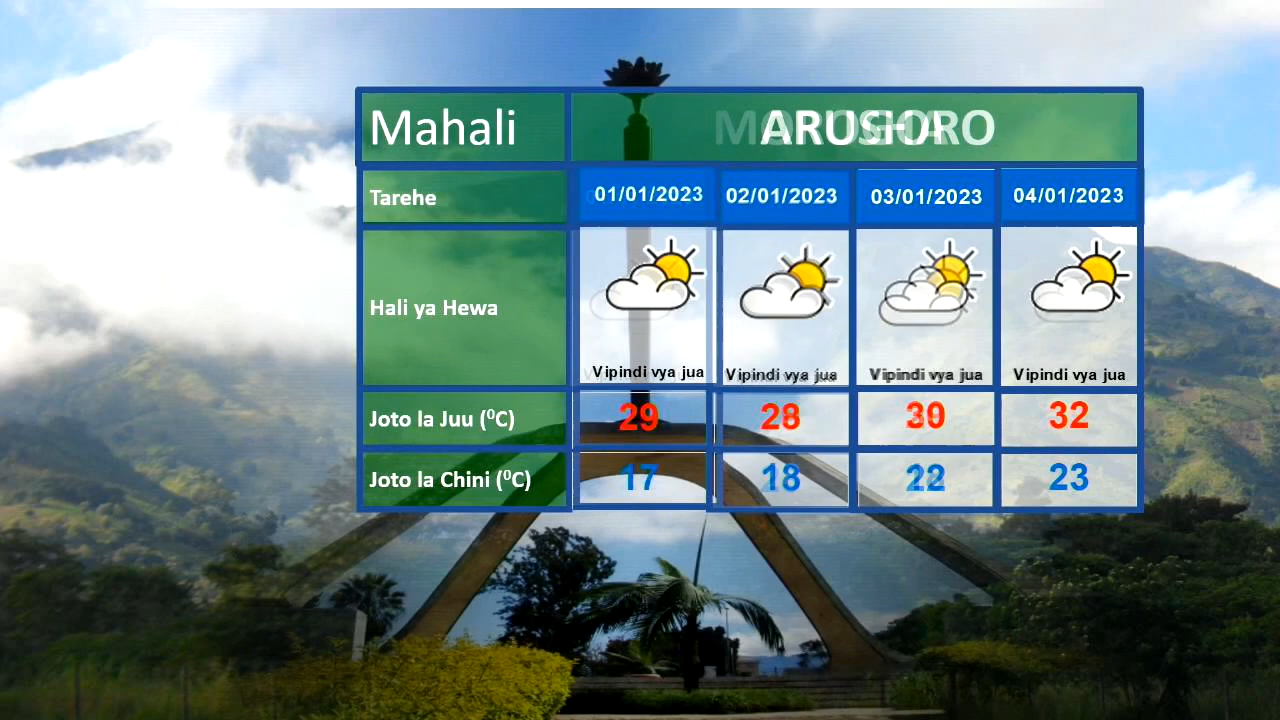 Mahali
Tarehe 01/01/2023 02/01/2023 03/01/2023 04/01/2023
Hali ya Hewa Vipindi vya jua Vipindi vya jua Vipindi vya jua Vipindi vya jua
Joto la Juu (⁰C) 29 28 30 32
Joto la Chini (⁰C) 17 18 22 23